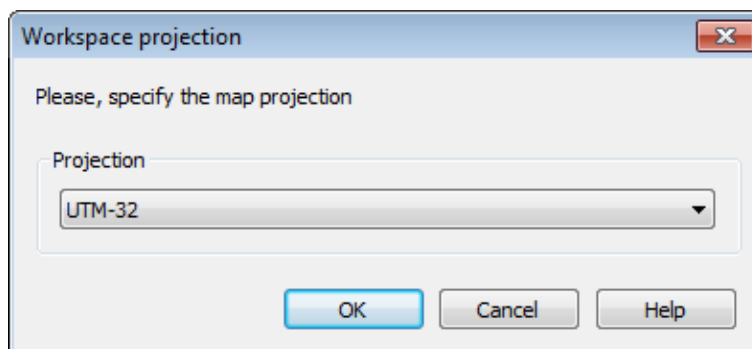 Workspace projection
Please, specify the map projection
Projection
UTM-32
OK Cancel Help